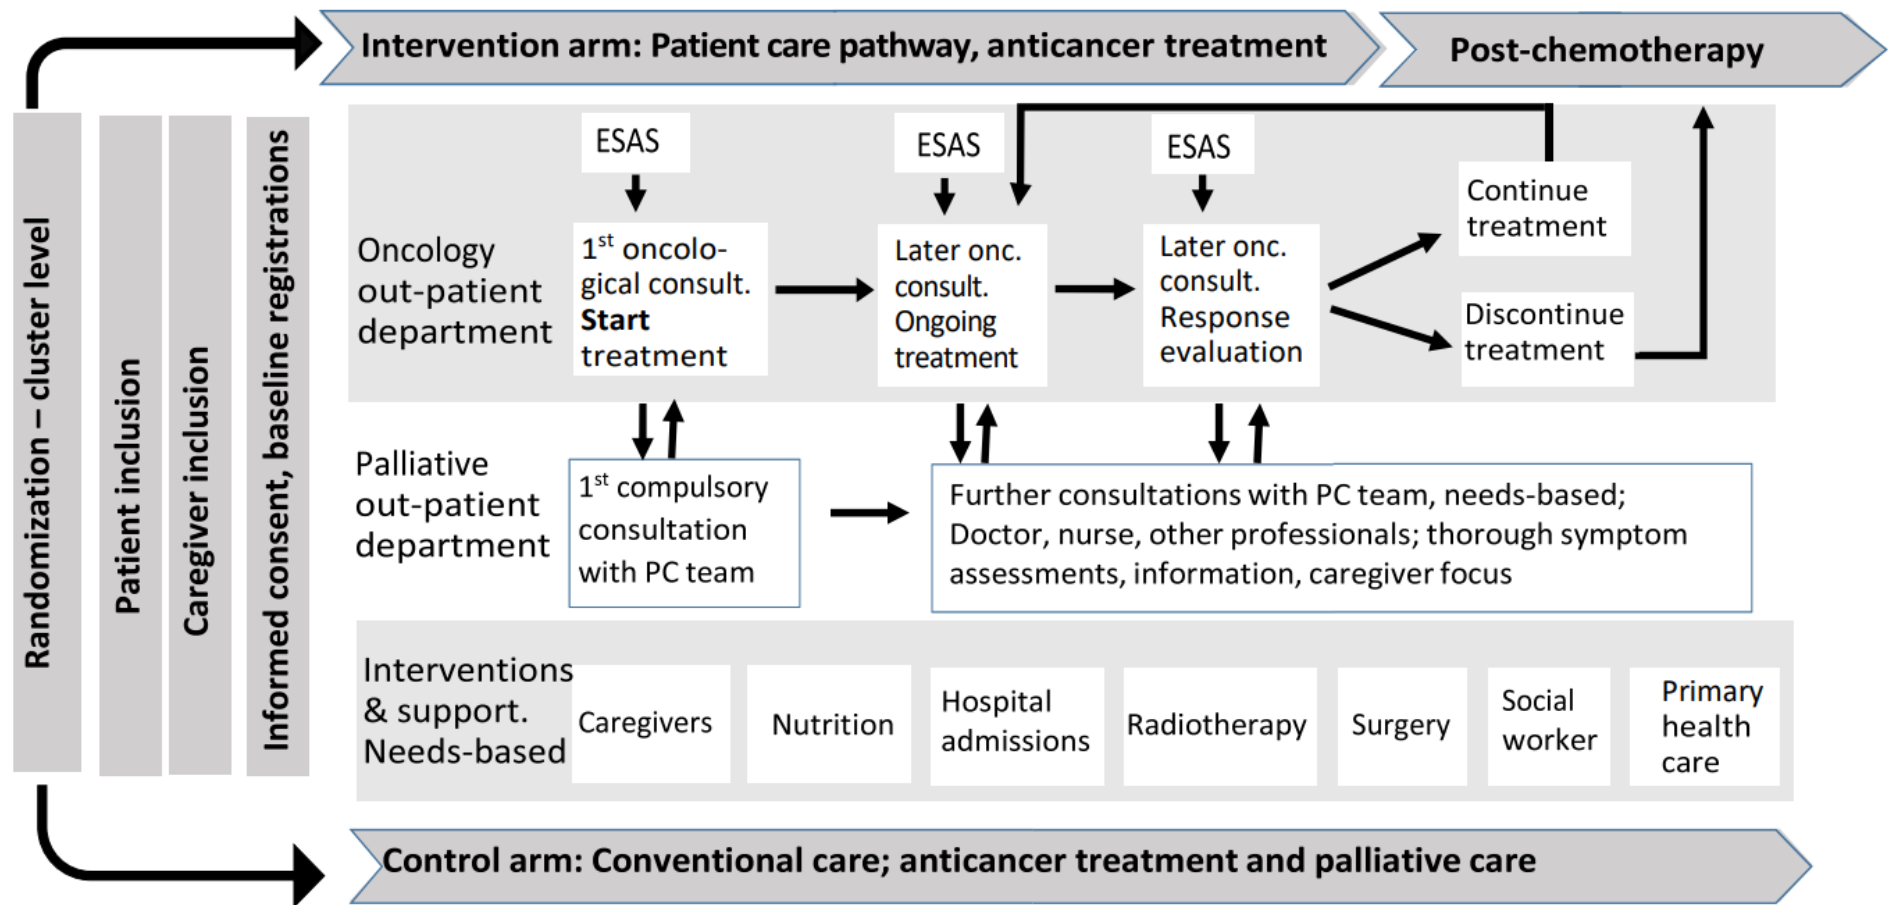 Intervention arm: Patient care pathway, anticancer treatment
Post-chemotherapy
Randomization – cluster level
Patient inclusion
Caregiver inclusion
Informed consent, baseline registrations
Oncology
out-patient
department
ESAS
ESAS
ESAS
1st oncolo-
gical consult.
Start
treatment
Later onc.
consult.
Ongoing
treatment
Later onc.
consult.
Response
evaluation
Continue
treatment
Discontinue
treatment
Palliative
out-patient
department
1st compulsory
consultation
with PC team
Further consultations with PC team, needs-based;
Doctor, nurse, other professionals; thorough symptom
assessments, information, caregiver focus
Interventions
& support.
Needs-based
Caregivers
Nutrition
Hospital
admissions
Radiotherapy
Surgery
Social
worker
Primary
health
care
Control arm: Conventional care; anticancer treatment and palliative care